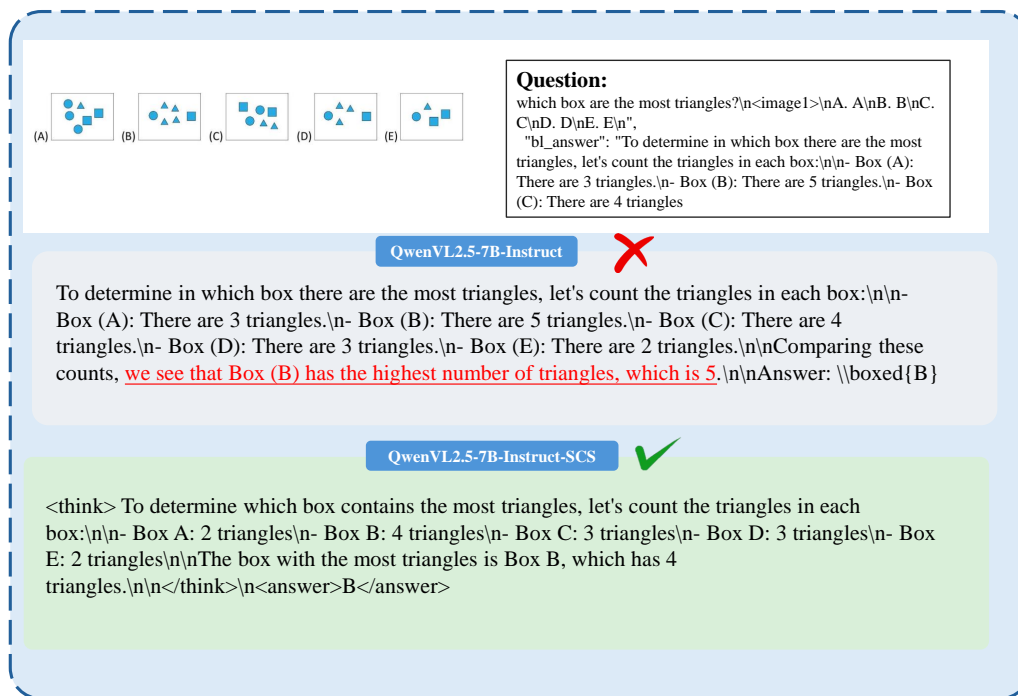 (A) (B) (C) (D) (E)
Question:
which box are the most triangles?\n<image1>\nA. A\nB. B\nC.
C\nD. D\nE. E\n",
"bl_answer": "To determine in which box there are the most
triangles, let's count the triangles in each box:\n\n- Box (A):
There are 3 triangles.\n- Box (B): There are 5 triangles.\n- Box
(C): There are 4 triangles
QwenVL2.5-7B-Instruct
To determine in which box there are the most triangles, let's count the triangles in each box:\n\n-
Box (A): There are 3 triangles.\n- Box (B): There are 5 triangles.\n- Box (C): There are 4
triangles.\n- Box (D): There are 3 triangles.\n- Box (E): There are 2 triangles.\n\nComparing these
counts, we see that Box (B) has the highest number of triangles, which is 5.\n\nAnswer: \\boxed{B}
QwenVL2.5-7B-Instruct-SCS
<think> To determine which box contains the most triangles, let's count the triangles in each
box:\n\n- Box A: 2 triangles\n- Box B: 4 triangles\n- Box C: 3 triangles\n- Box D: 3 triangles\n- Box
E: 2 triangles\n\nThe box with the most triangles is Box B, which has 4
triangles.\n\n</think>\n<answer>B</answer>